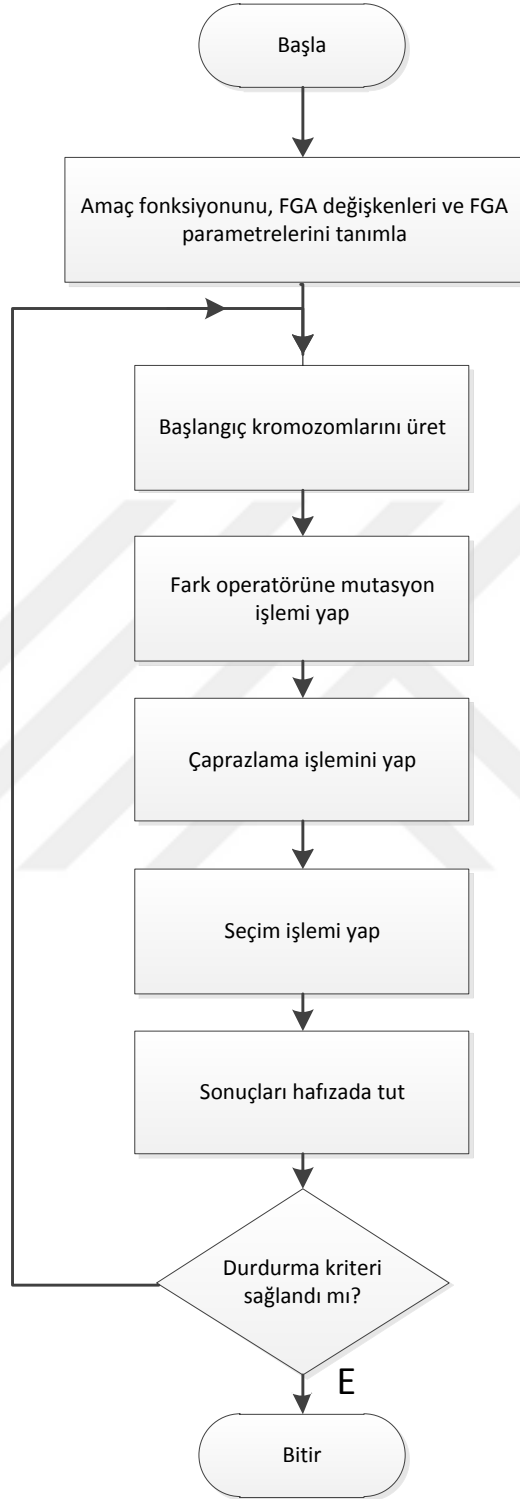 Başla
Amaç fonksiyonunu, FGA değişkenleri ve FGA
parametrelerini tanımla
Başlangıç kromozomlarını üret
Fark operatörüne mutasyon
işlemi yap
Çaprazlama işlemini yap
Seçim işlemi yap
Sonuçları hafızada tut
Durdurma kriteri
sağlandı mı?
E
Bitir